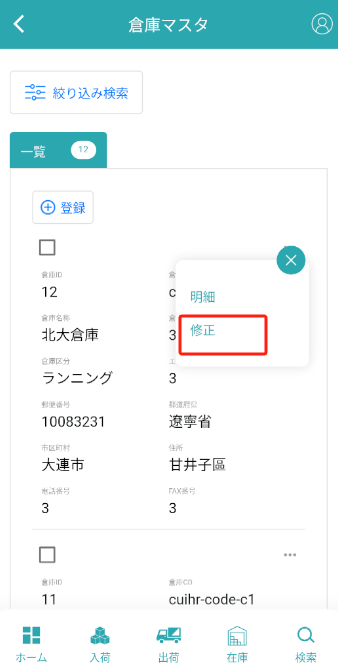 倉庫マスタ
絞り込み検索
一覧 12
登録
倉庫ID
12 c
明細
倉庫名称 倉
北大倉庫 3
修正
倉庫区分 エ
ランニング 3
郵便番号 都道府県
10083231 遼寧省
市区町村 住所
大連市 甘井子區
電話番号 FAX番号
3 3
倉庫ID 倉庫CD
11 cuihr-code-c1
ホーム 入荷 出荷 在庫 検索